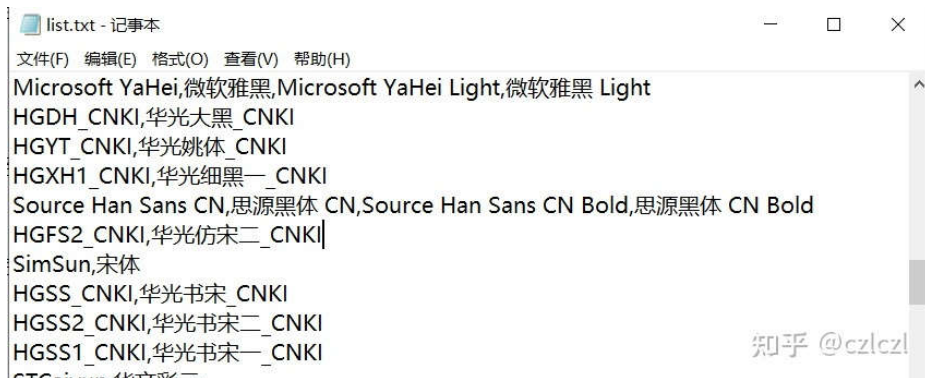 list.txt - 记事本
文件(F) 编辑(E) 格式(O) 查看(V) 帮助(H)
Microsoft YaHei,微软雅黑,Microsoft YaHei Light,微软雅黑 Light
HGDH_CNKI,华光大黑_CNKI
HGYT_CNKI,华光姚体_CNKI
HGXH1_CNKI,华光细黑一_CNKI
Source Han Sans CN,思源黑体 CN,Source Han Sans CN Bold,思源黑体 CN Bold
HGFS2_CNKI,华光仿宋二_CNKI
SimSun,宋体
HGSS_CNKI,华光书宋_CNKI
HGSS2_CNKI,华光书宋二_CNKI
HGSS1_CNKI,华光书宋一_CNKI
知乎 @czlczl